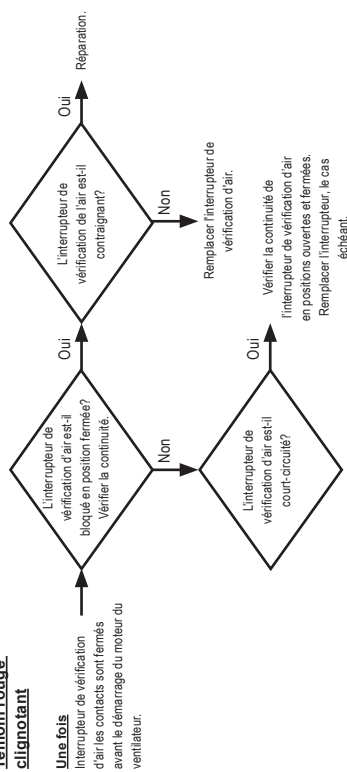 Témoin rouge
clignotant
Une fois
Interrupteur de vérification
d'air les contacts sont fermés
avant le démarrage du moteur du
ventilateur.
L'interrupteur de
vérification d'air est-il
bloqué en position fermée?
Vérifier la continuité.
Oui
Non
L'interrupteur de
vérification de l'air est-il
contraignant?
Oui
Réparation.
Non
Remplacer l'interrupteur de
vérification d'air.
L'interrupteur de
vérification d'air est-il
court-circuité?
Oui
Vérifier la continuité de
l'interrupteur de vérification d'air
en positions ouvertes et fermées.
Remplacer l'interrupteur, le cas
échéant.